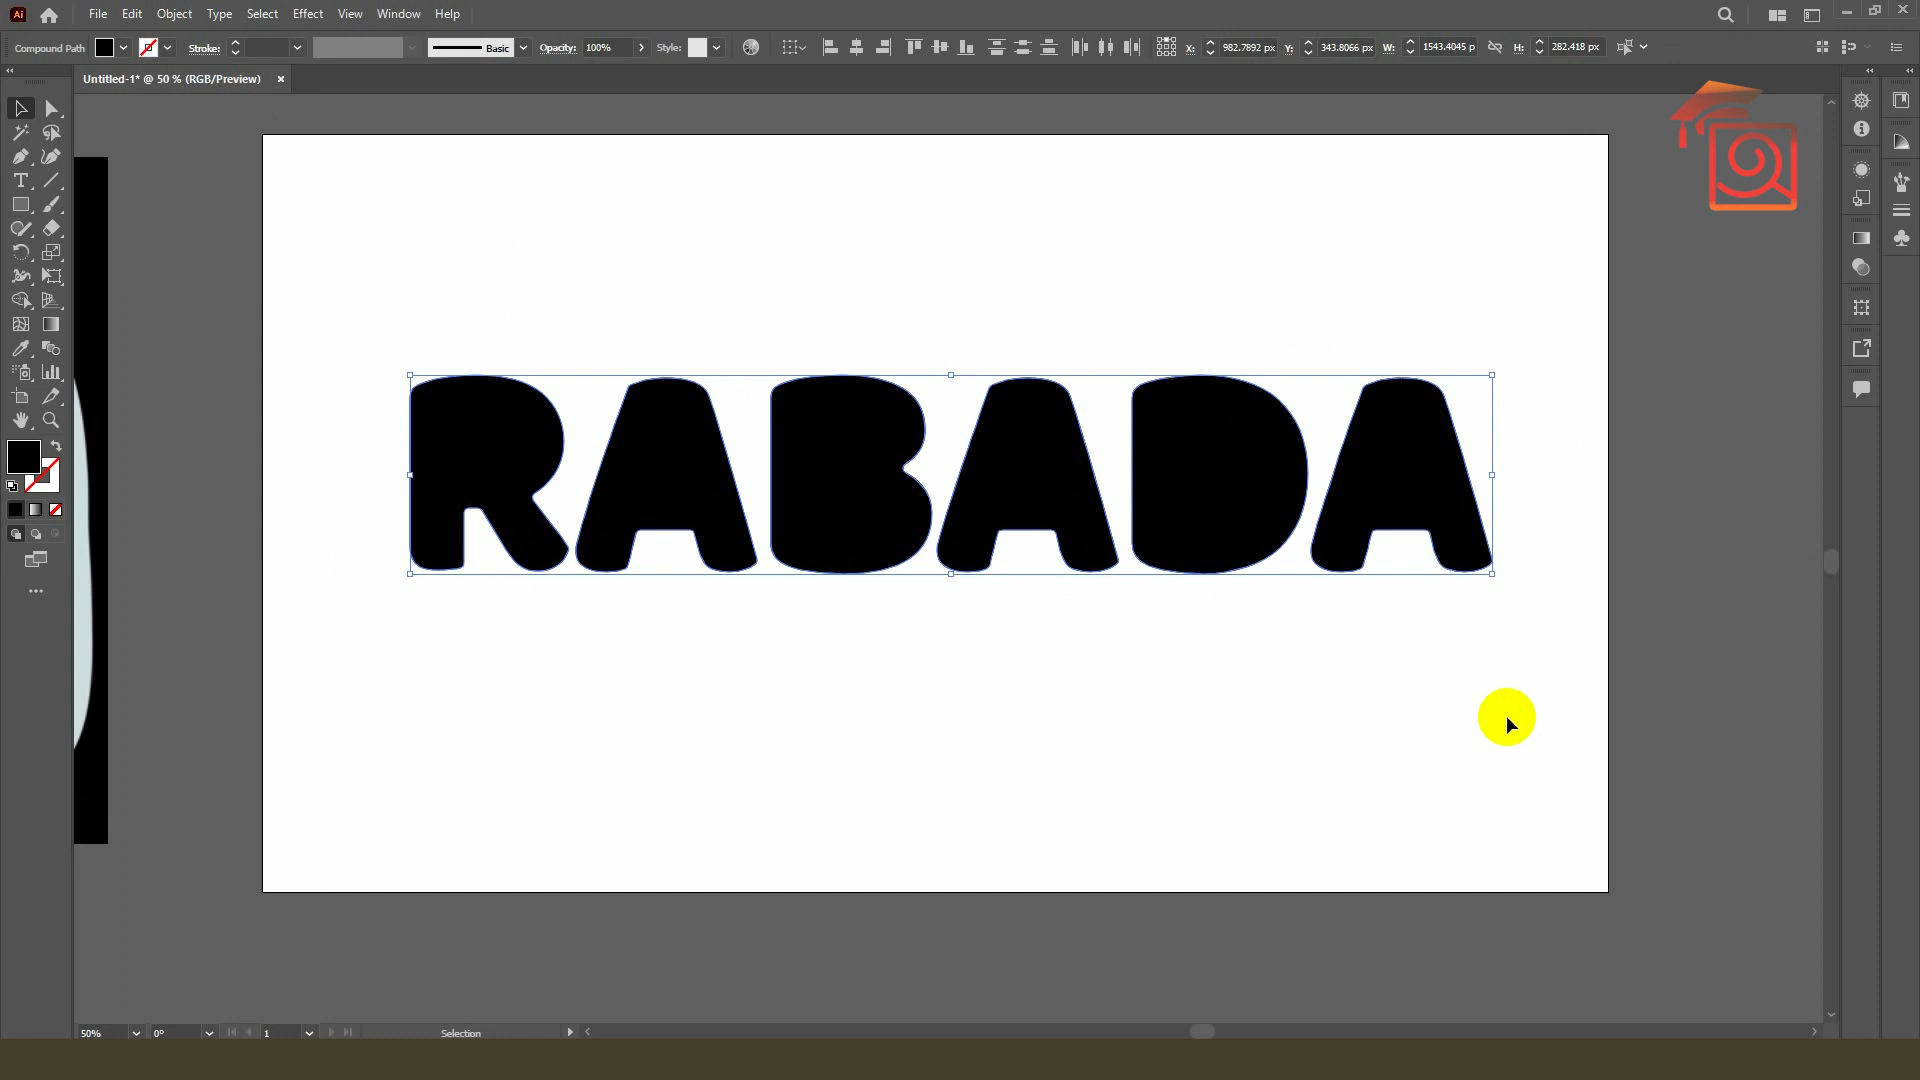 Ai File Edit Object Type Select Effect View Window Help
Compound Path Stroke: Basic Opacity: 100% Style: X: 982.7892 px Y: 343.8066 px W: 1543.4045 p H: 282.418 px
Untitled-1* @ 50 % (RGB/Preview) ×
RABADA
50% 0° 1 Selection